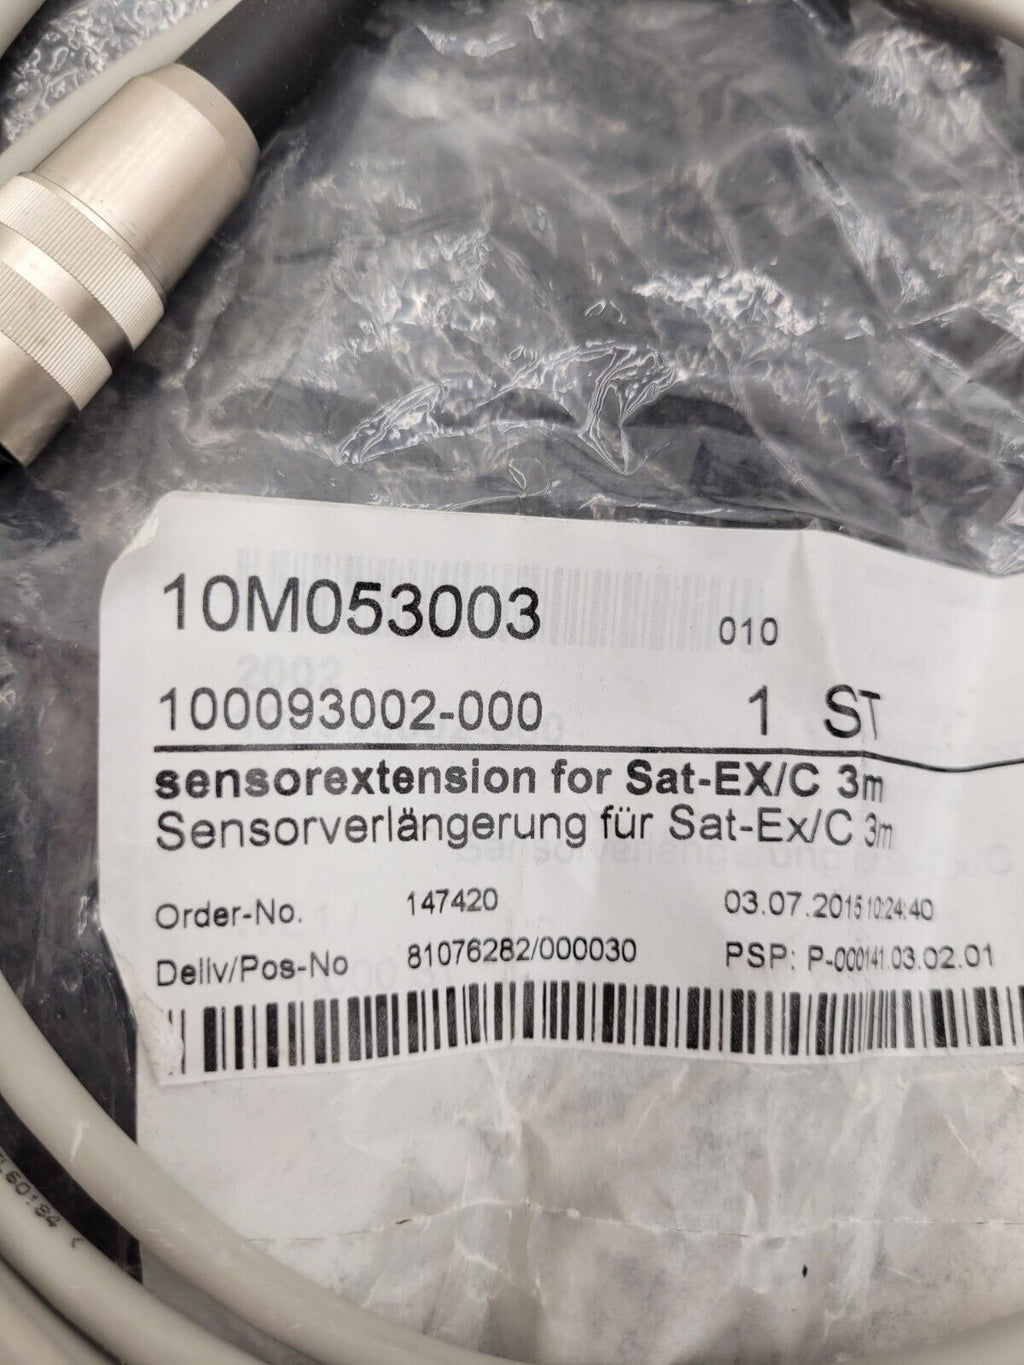 10M053003
010
100093002-000 1 ST
sensorextension for Sat-EX/C 3m
Sensorverlängerung für Sat-Ex/C 3m
Order-No. 147420 03.07.2015 10:24:40
Deliv/Pos-No 81076282/000030 PSP: P-000141.03.02.01